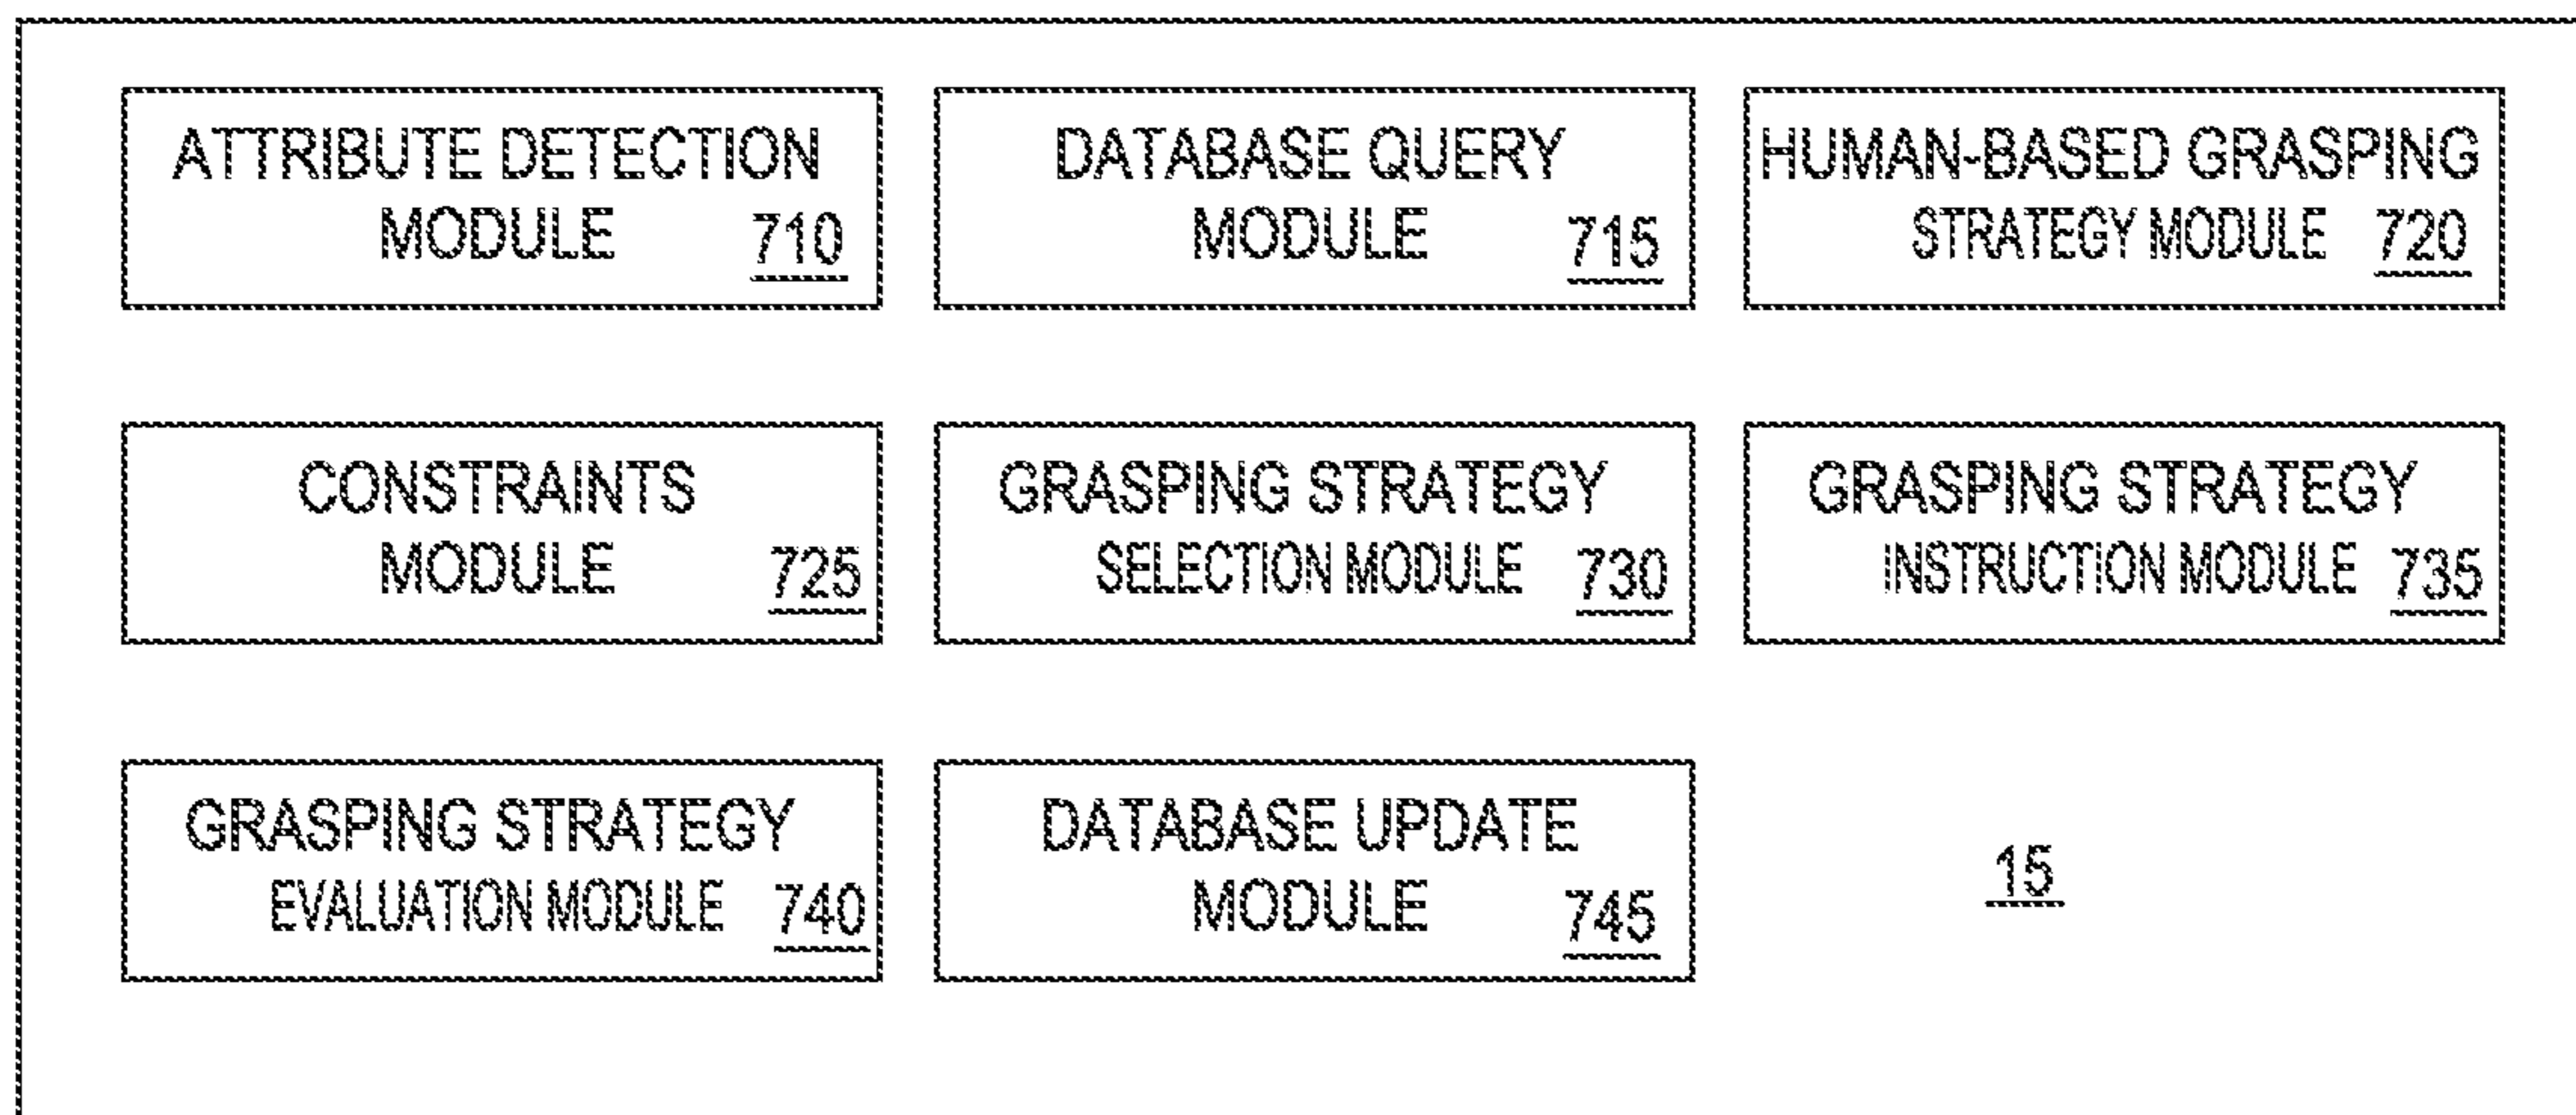 ATTRIBUTE DETECTION
MODULE 710
DATABASE QUERY
MODULE 715
HUMAN-BASED GRASPING
STRATEGY MODULE 720
CONSTRAINTS
MODULE 725
GRASPING STRATEGY
SELECTION MODULE 730
GRASPING STRATEGY
INSTRUCTION MODULE 735
GRASPING STRATEGY
EVALUATION MODULE 740
DATABASE UPDATE
MODULE 745
15